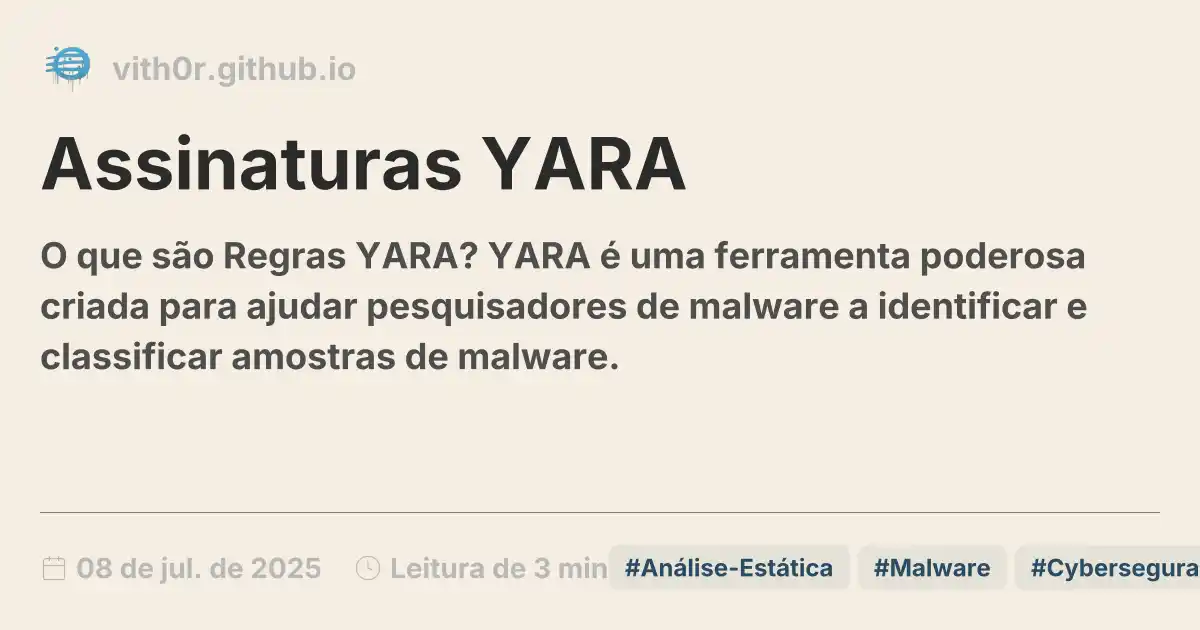 vith0r.github.io
Assinaturas YARA
O que são Regras YARA? YARA é uma ferramenta poderosa
criada para ajudar pesquisadores de malware a identificar e
classificar amostras de malware.
08 de jul. de 2025 Leitura de 3 min #Análise-Estática #Malware #Cybersegura